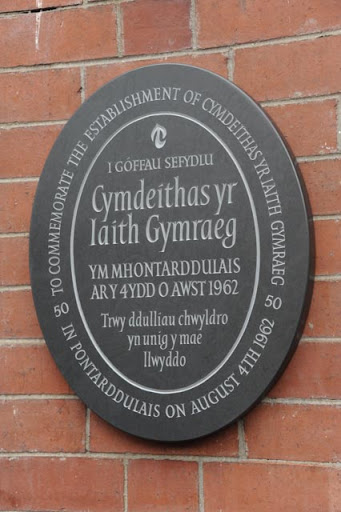 TO COMMEMORATE THE ESTABLISHMENT OF CYMDEITHAS YR IAITH GYMRAEG
I GOFFAU SEFYDLU
Cymdeithas yr
Iaith Gymraeg
YM MHONTARDDULAIS
AR Y 4YDD O AWST 1962
Trwy ddulliau chwyldro
yn unig y mae
llwyddo
50
50
IN PONTARDDULAIS ON AUGUST 4TH 1962